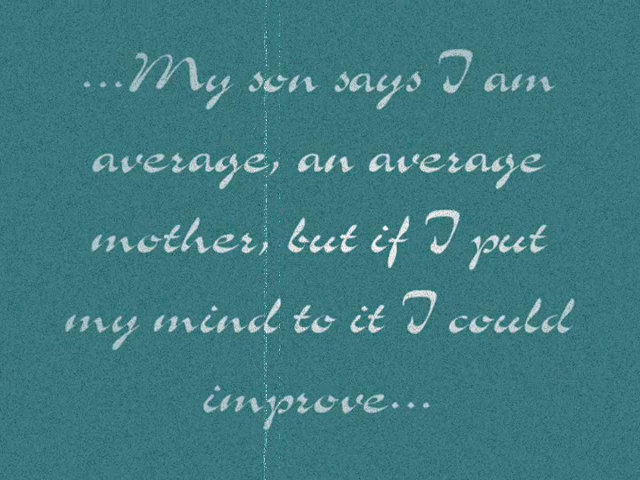 ...My son says I am
average, an average
mother, but if I put
my mind to it I could
improve...